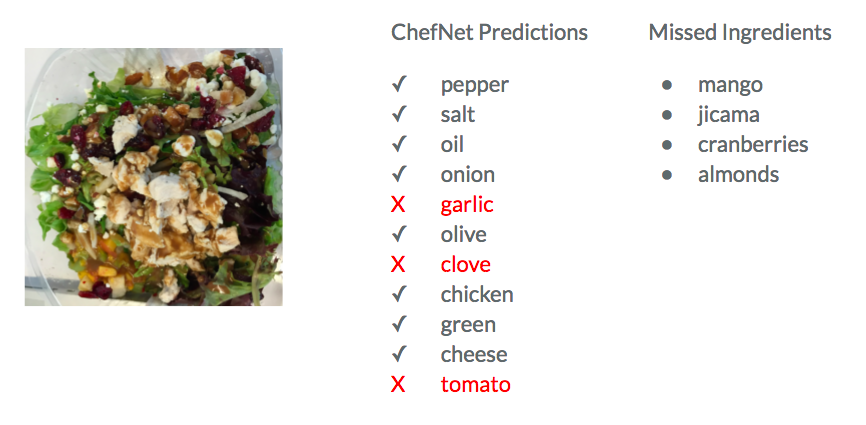 ChefNet Predictions
✓ pepper
✓ salt
✓ oil
✓ onion
X garlic
✓ olive
X clove
✓ chicken
✓ green
✓ cheese
X tomato
Missed Ingredients
• mango
• jicama
• cranberries
• almonds